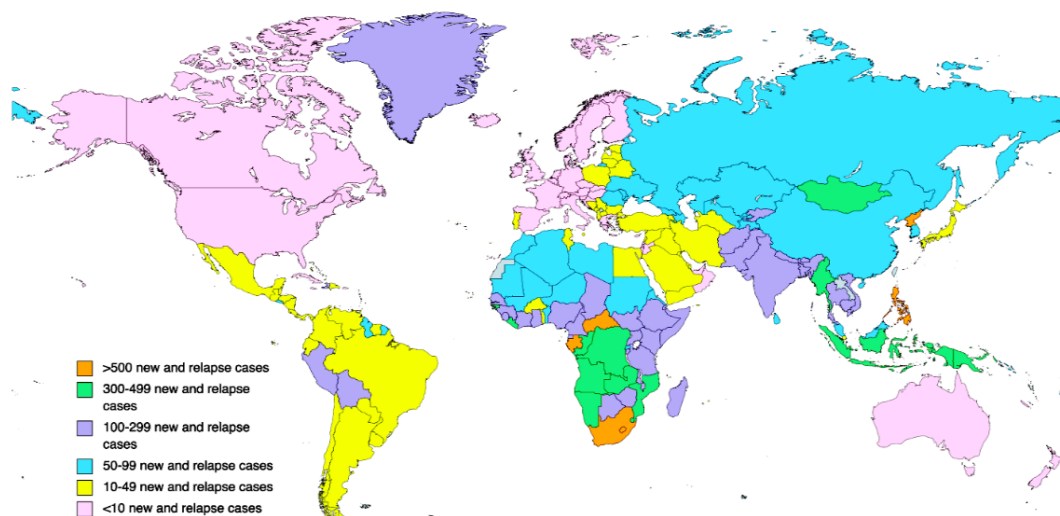 >500 new and relapse cases
300-499 new and relapse
cases
100-299 new and relapse
cases
50-99 new and relapse cases
10-49 new and relapse cases
<10 new and relapse cases